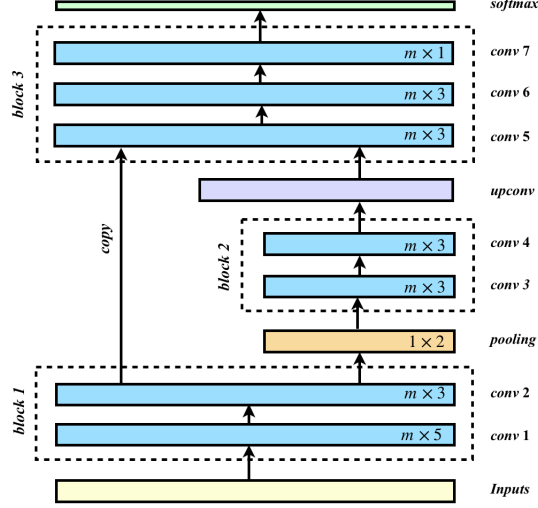 softmax
m × 1 conv 7
m × 3 conv 6
m × 3 conv 5
block 3
upconv
copy
m × 3 conv 4
m × 3 conv 3
block 2
1 × 2 pooling
m × 3 conv 2
m × 5 conv 1
block 1
Inputs